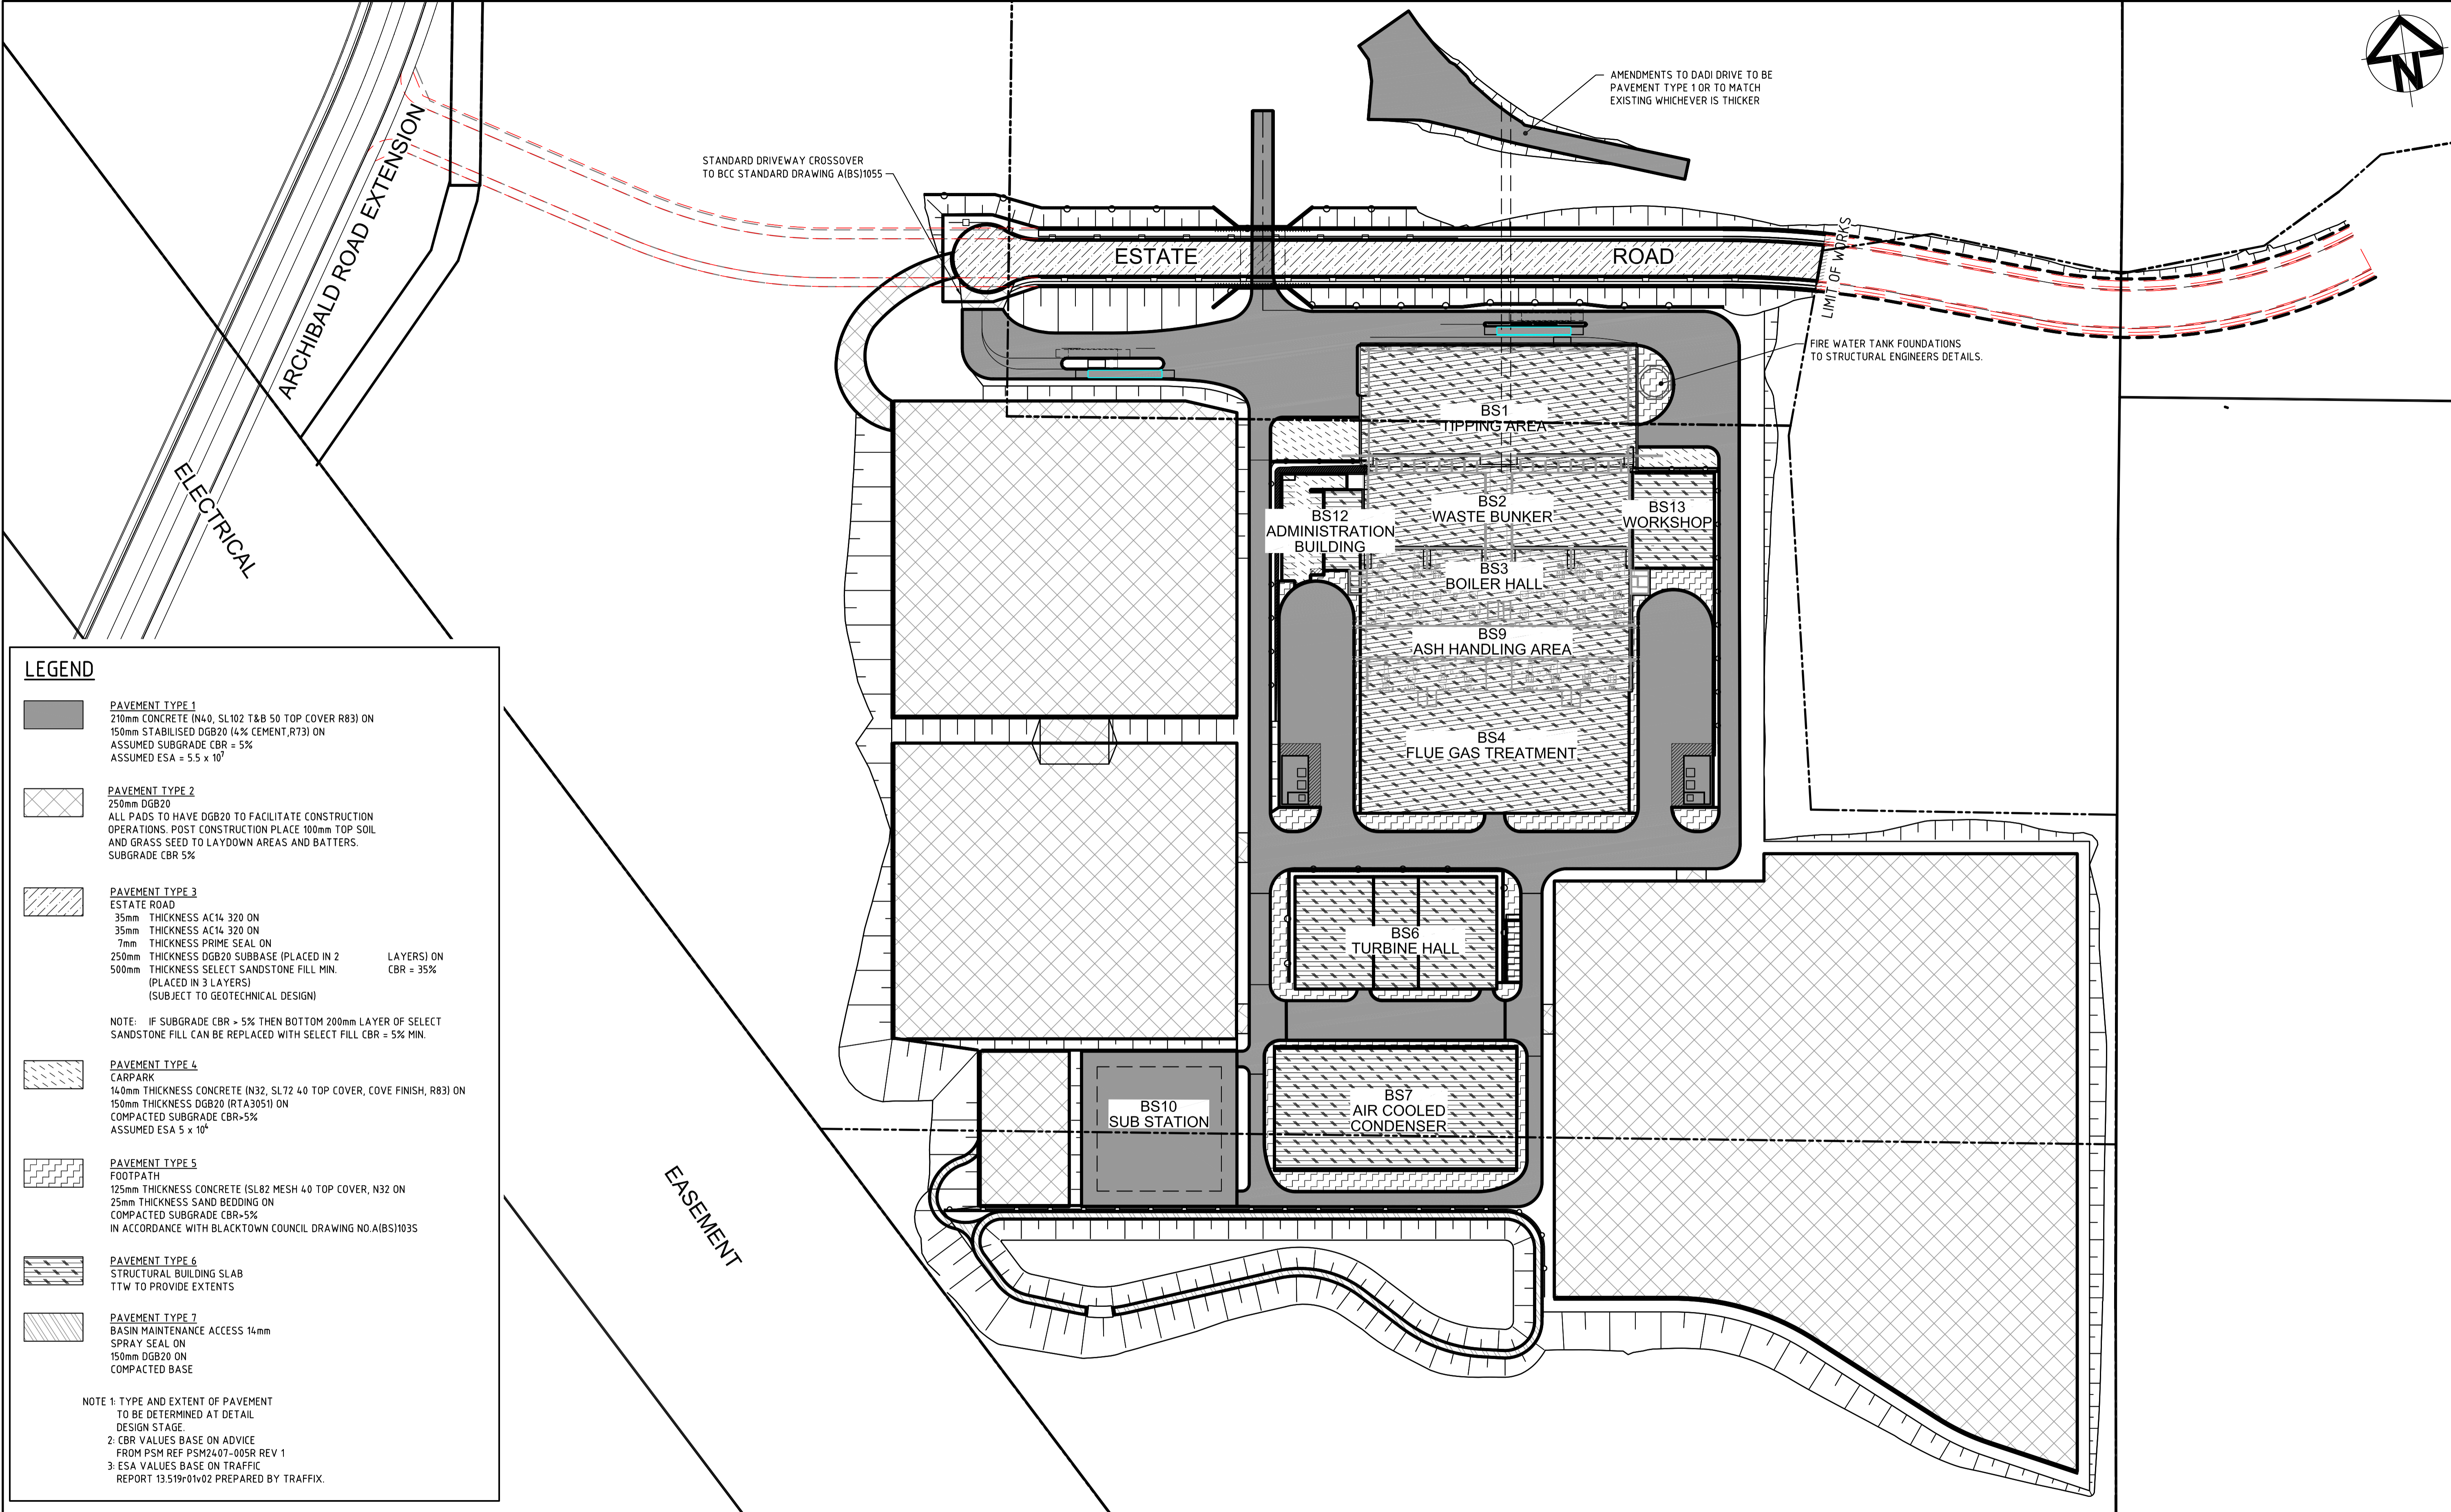 N
AMENDMENTS TO DADI DRIVE TO BE
PAVEMENT TYPE 1 OR TO MATCH
EXISTING WHICHEVER IS THICKER
STANDARD DRIVEWAY CROSSOVER
TO BCC STANDARD DRAWING A(BS)1055
ARCHIBALD ROAD EXTENSION
ESTATE ROAD
LIMIT OF WORKS
FIRE WATER TANK FOUNDATIONS
TO STRUCTURAL ENGINEERS DETAILS.
ELECTRICAL
EASEMENT
BS1
TIPPING AREA
BS2
WASTE BUNKER
BS13
WORKSHOP
BS12
ADMINISTRATION
BUILDING
BS3
BOILER HALL
BS9
ASH HANDLING AREA
BS4
FLUE GAS TREATMENT
BS6
TURBINE HALL
BS7
AIR COOLED
CONDENSER
BS10
SUB STATION
LEGEND
PAVEMENT TYPE 1
210mm CONCRETE (N40, SL102 T&B 50 TOP COVER R83) ON
150mm STABILISED DGB20 (4% CEMENT,R73) ON
ASSUMED SUBGRADE CBR = 5%
ASSUMED ESA = 5.5 x 10⁷
PAVEMENT TYPE 2
250mm DGB20
ALL PADS TO HAVE DGB20 TO FACILITATE CONSTRUCTION
OPERATIONS. POST CONSTRUCTION PLACE 100mm TOP SOIL
AND GRASS SEED TO LAYDOWN AREAS AND BATTERS.
SUBGRADE CBR 5%
PAVEMENT TYPE 3
ESTATE ROAD
35mm THICKNESS AC14 320 ON
35mm THICKNESS AC14 320 ON
7mm THICKNESS PRIME SEAL ON
250mm THICKNESS DGB20 SUBBASE (PLACED IN 2 LAYERS) ON
500mm THICKNESS SELECT SANDSTONE FILL MIN. CBR = 35%
(PLACED IN 3 LAYERS)
(SUBJECT TO GEOTECHNICAL DESIGN)
NOTE: IF SUBGRADE CBR > 5% THEN BOTTOM 200mm LAYER OF SELECT
SANDSTONE FILL CAN BE REPLACED WITH SELECT FILL CBR = 5% MIN.
PAVEMENT TYPE 4
CARPARK
140mm THICKNESS CONCRETE (N32, SL72 40 TOP COVER, COVE FINISH, R83) ON
150mm THICKNESS DGB20 (RTA3051) ON
COMPACTED SUBGRADE CBR>5%
ASSUMED ESA 5 x 10⁴
PAVEMENT TYPE 5
FOOTPATH
125mm THICKNESS CONCRETE (SL82 MESH 40 TOP COVER, N32 ON
25mm THICKNESS SAND BEDDING ON
COMPACTED SUBGRADE CBR>5%
IN ACCORDANCE WITH BLACKTOWN COUNCIL DRAWING NO.A(BS)103S
PAVEMENT TYPE 6
STRUCTURAL BUILDING SLAB
TTW TO PROVIDE EXTENTS
PAVEMENT TYPE 7
BASIN MAINTENANCE ACCESS 14mm
SPRAY SEAL ON
150mm DGB20 ON
COMPACTED BASE
NOTE 1: TYPE AND EXTENT OF PAVEMENT
TO BE DETERMINED AT DETAIL
DESIGN STAGE.
2: CBR VALUES BASE ON ADVICE
FROM PSM REF PSM2407-005R REV 1
3: ESA VALUES BASE ON TRAFFIC
REPORT 13.519r01v02 PREPARED BY TRAFFIX.